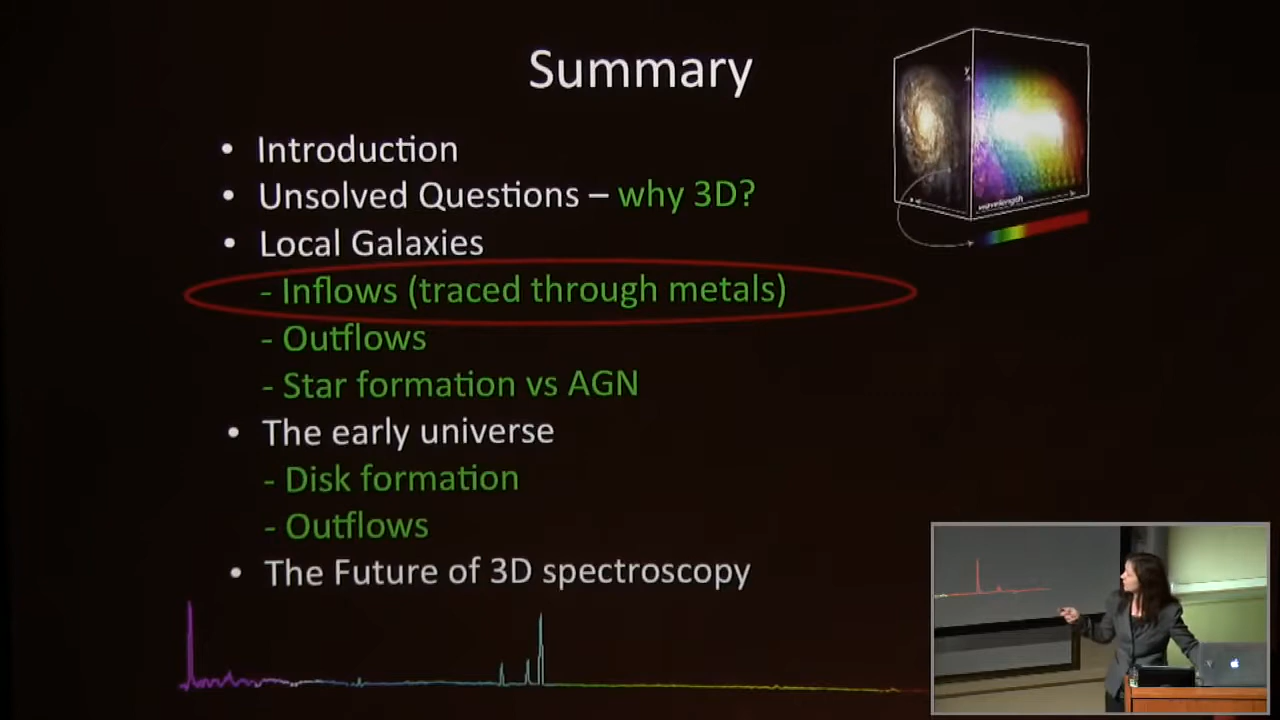 Summary
• Introduction
• Unsolved Questions – why 3D?
• Local Galaxies
- Inflows (traced through metals)
- Outflows
- Star formation vs AGN
• The early universe
- Disk formation
- Outflows
• The Future of 3D spectroscopy
y
wavelength